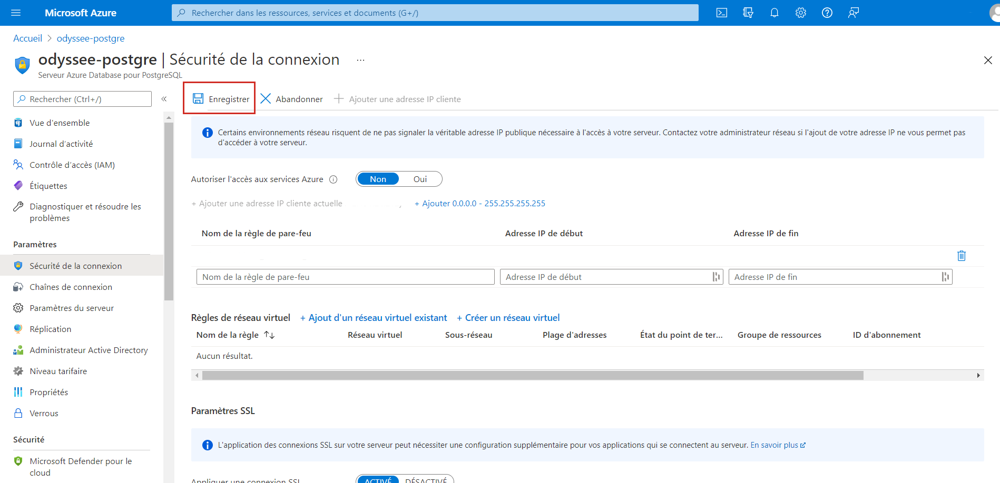 Microsoft Azure
Rechercher dans les ressources, services et documents (G+/)
Accueil > odyssee-postgre
odyssee-postgre | Sécurité de la connexion ...
Serveur Azure Database pour PostgreSQL
Rechercher (Ctrl+/)
«
Vue d'ensemble
Journal d’activité
Contrôle d’accès (IAM)
Étiquettes
Diagnostiquer et résoudre les
problèmes
Paramètres
Sécurité de la connexion
Chaînes de connexion
Paramètres du serveur
Réplication
Administrateur Active Directory
Niveau tarifaire
Propriétés
Verrous
Sécurité
Microsoft Defender pour le
cloud
Enregistrer Abandonner + Ajouter une adresse IP cliente
Certains environnements réseau risquent de ne pas signaler la véritable adresse IP publique nécessaire à l'accès à votre serveur. Contactez votre administrateur réseau si l'ajout de votre adresse IP ne vous permet pas
d'accéder à votre serveur.
Autoriser l'accès aux services Azure Non Oui
+ Ajouter une adresse IP cliente actuelle + Ajouter 0.0.0.0 - 255.255.255.255
Nom de la règle de pare-feu Adresse IP de début Adresse IP de fin
Nom de la règle de pare-feu Adresse IP de début Adresse IP de fin
Règles de réseau virtuel + Ajout d'un réseau virtuel existant + Créer un réseau virtuel
Nom de la règle Réseau virtuel Sous-réseau Plage d'adresses État du point de ter... Groupe de ressources ID d'abonnement
Aucun résultat.
Paramètres SSL
L'application des connexions SSL sur votre serveur peut nécessiter une configuration supplémentaire pour vos applications qui se connectent au serveur. En savoir plus
Appliquer une connexion SSL ACTIVÉ DÉSACTIVÉ